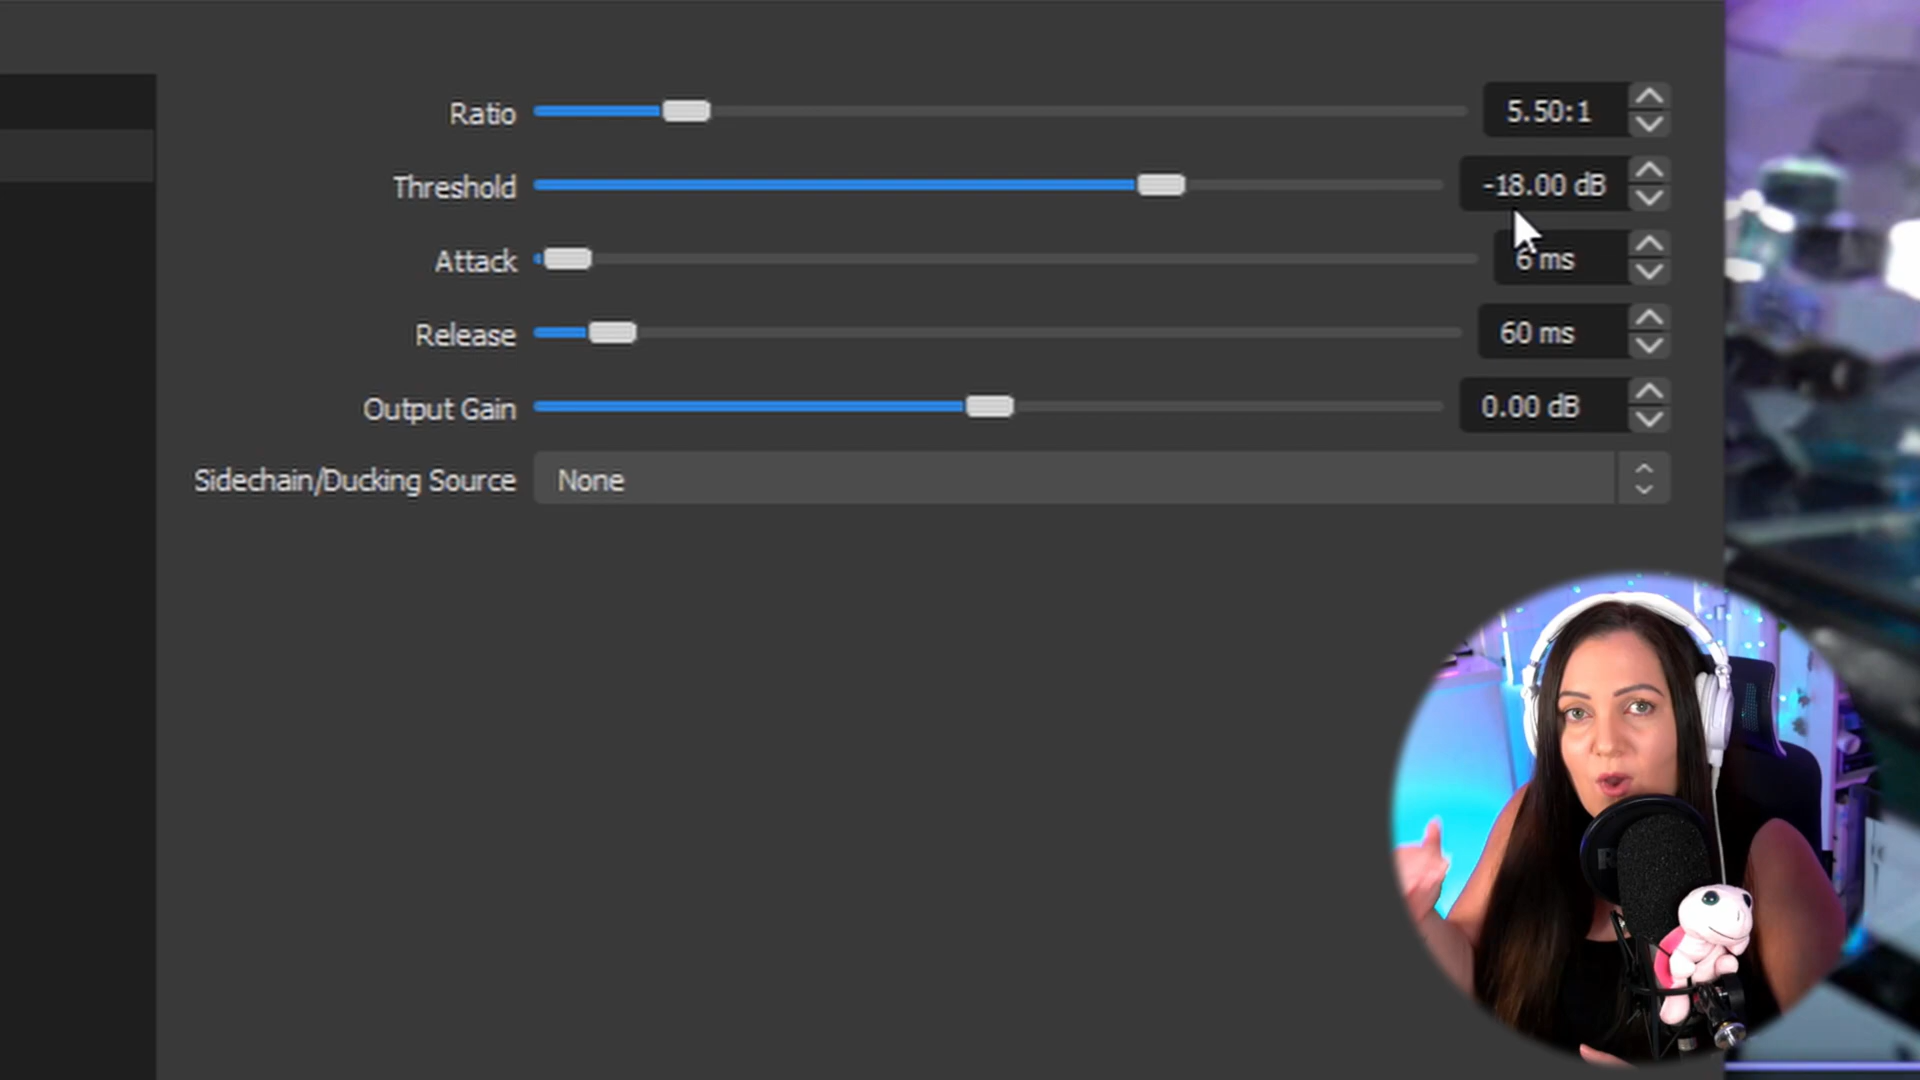 Ratio 5.50:1
Threshold -18.00 dB
Attack 6 ms
Release 60 ms
Output Gain 0.00 dB
Sidechain/Ducking Source None